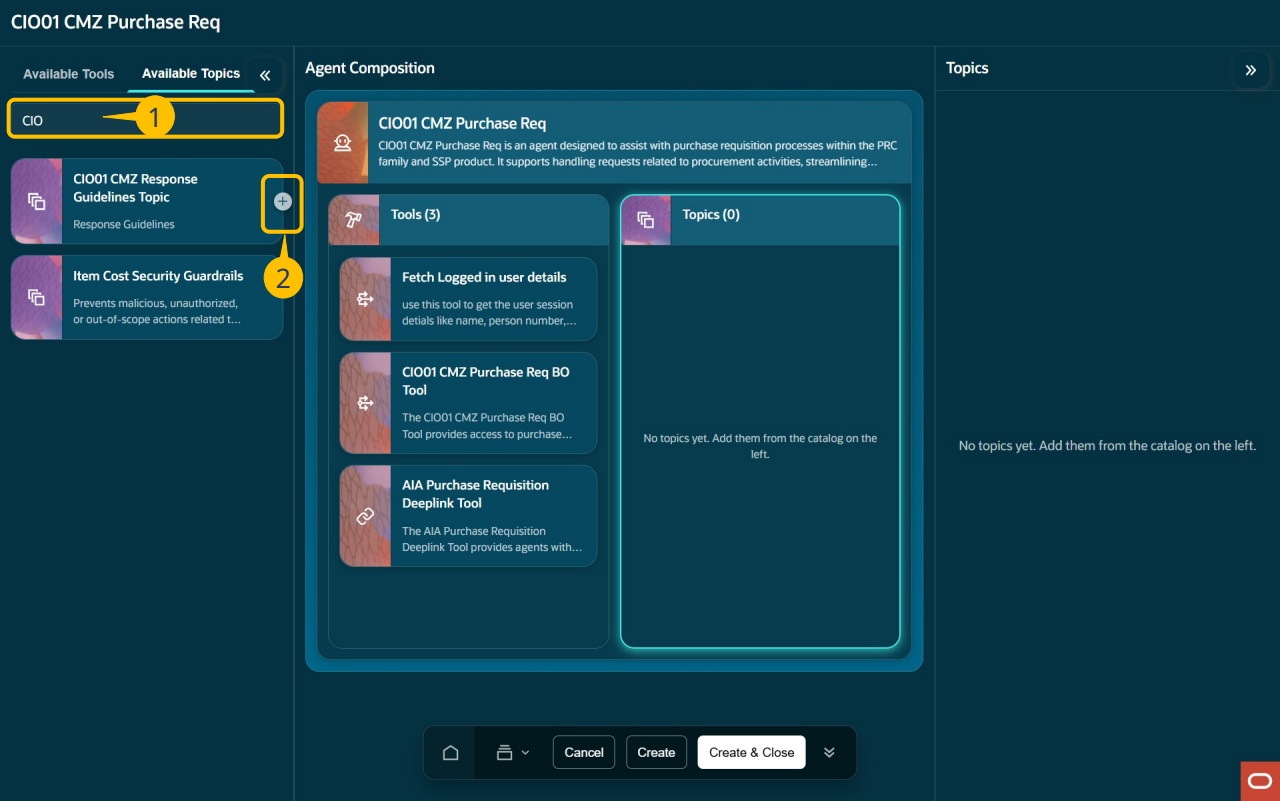 CIO01 CMZ Purchase Req
Available Tools
Available Topics
CIO
1
CIO01 CMZ Response
Guidelines Topic
Response Guidelines
2
Item Cost Security Guardrails
Prevents malicious, unauthorized,
or out-of-scope actions related t...
Agent Composition
CIO01 CMZ Purchase Req
CIO01 CMZ Purchase Req is an agent designed to assist with purchase requisition processes within the PRC
family and SSP product. It supports handling requests related to procurement activities, streamlining...
Tools (3)
Fetch Logged in user details
use this tool to get the user session
detials like name, person number,...
CIO01 CMZ Purchase Req BO
Tool
The CIO01 CMZ Purchase Req BO
Tool provides access to purchase...
AIA Purchase Requisition
Deeplink Tool
The AIA Purchase Requisition
Deeplink Tool provides agents with...
Topics (0)
No topics yet. Add them from the catalog on the
left.
Topics
No topics yet. Add them from the catalog on the left.
Cancel
Create
Create & Close